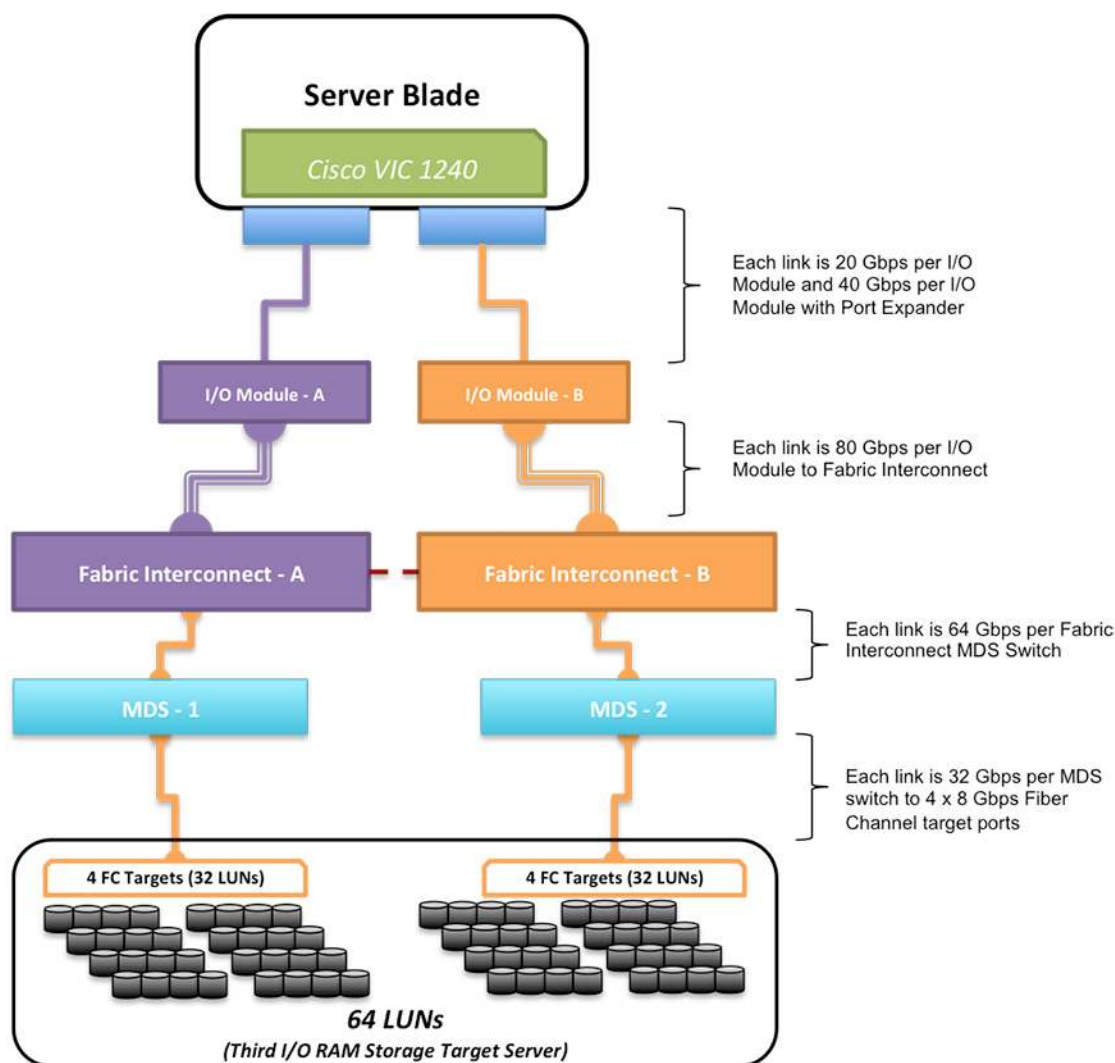 Server Blade
Cisco VIC 1240
Each link is 20 Gbps per I/O
Module and 40 Gbps per I/O
Module with Port Expander
I/O Module - A
I/O Module - B
Each link is 80 Gbps per I/O
Module to Fabric Interconnect
Fabric Interconnect - A
Fabric Interconnect - B
Each link is 64 Gbps per Fabric
Interconnect MDS Switch
MDS - 1
MDS - 2
Each link is 32 Gbps per MDS
switch to 4 x 8 Gbps Fiber
Channel target ports
4 FC Targets (32 LUNs)
4 FC Targets (32 LUNs)
64 LUNs
(Third I/O RAM Storage Target Server)